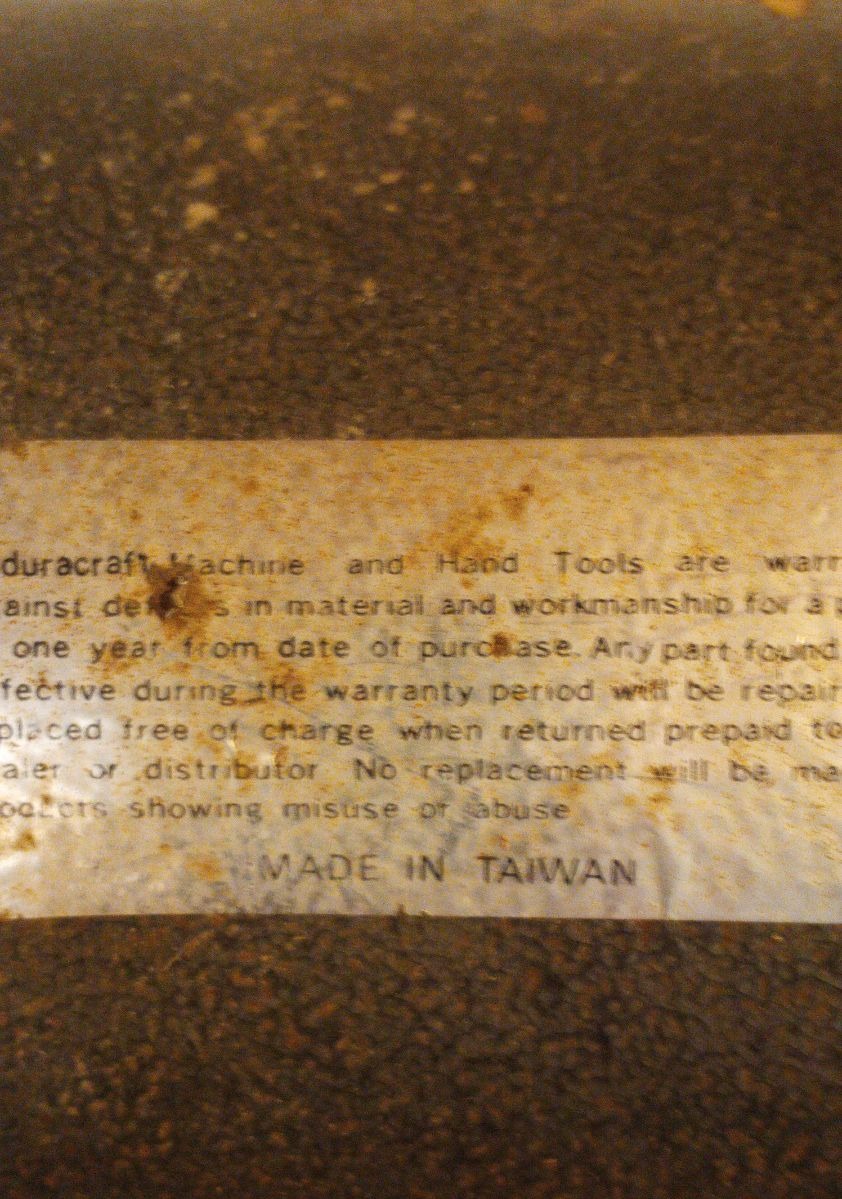 duracraft Machine and Hand Tools are warr
ainst defects in material and workmanship for a p
one year from date of purchase. Any part found
fective during the warranty period will be repair
placed free of charge when returned prepaid to
aler or distributor No replacement will be ma
oducts showing misuse or abuse
MADE IN TAIWAN